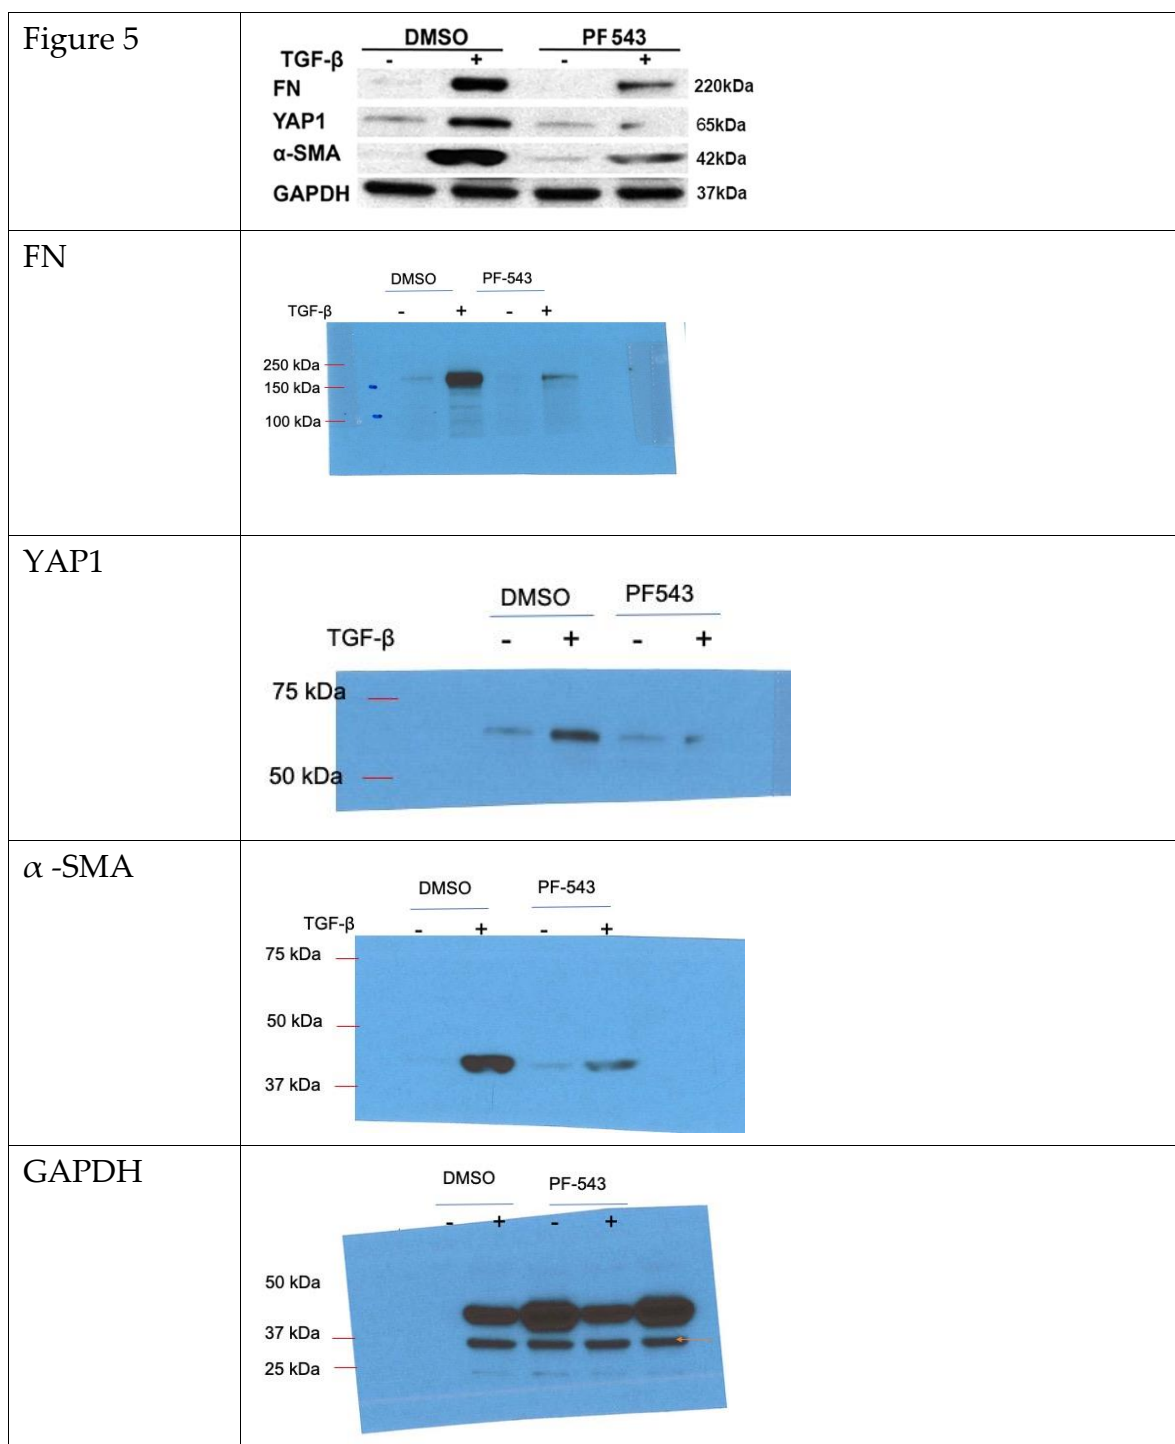 Figure 5
DMSO PF 543
TGF-β - + - +
FN 220kDa
YAP1 65kDa
α-SMA 42kDa
GAPDH 37kDa
FN
DMSO PF-543
TGF-β - + - +
250 kDa
150 kDa
100 kDa
YAP1
DMSO PF543
TGF-β - + - +
75 kDa
50 kDa
α -SMA
DMSO PF-543
TGF-β - + - +
75 kDa
50 kDa
37 kDa
GAPDH
DMSO PF-543
- + - +
50 kDa
37 kDa
25 kDa